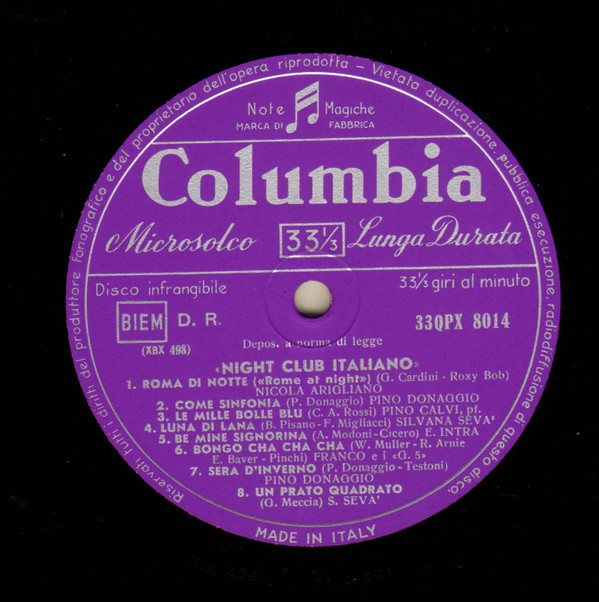 Riservati tutti i diritti del produttore fonografico e del proprietario dell'opera riprodotta - Vietata duplicazione, pubblica esecuzione, radiodiffusione di questo disco.
Note Magiche
MARCA DI FABBRICA
Columbia
Microsolco 33⅓ Lunga Durata
Disco infrangibile 33⅓ giri al minuto
BIEM D. R. 33QPX 8014
Depos. a norma di legge
(XBX 498)
«NIGHT CLUB ITALIANO»
1. ROMA DI NOTTE («Rome at night») (G. Cardini - Roxy Bob)
NICOLA ARIGLIANO
2. COME SINFONIA (P. Donaggio) PINO DONAGGIO
3. LE MILLE BOLLE BLU (C. A. Rossi) PINO CALVI, pf.
4. LUNA DI LANA (B. Pisano - F. Migliacci) SILVANA SEVA'
5. BE MINE SIGNORINA (A. Modoni-Cicero) E. INTRA
6. BONGO CHA CHA CHA (W. Muller - R. Arnie
E. Baver - Pinchi) FRANCO e i «G. 5»
7. SERA D'INVERNO (P. Donaggio - Testoni)
PINO DONAGGIO
8. UN PRATO QUADRATO
(G. Meccia) S. SEVA'
MADE IN ITALY